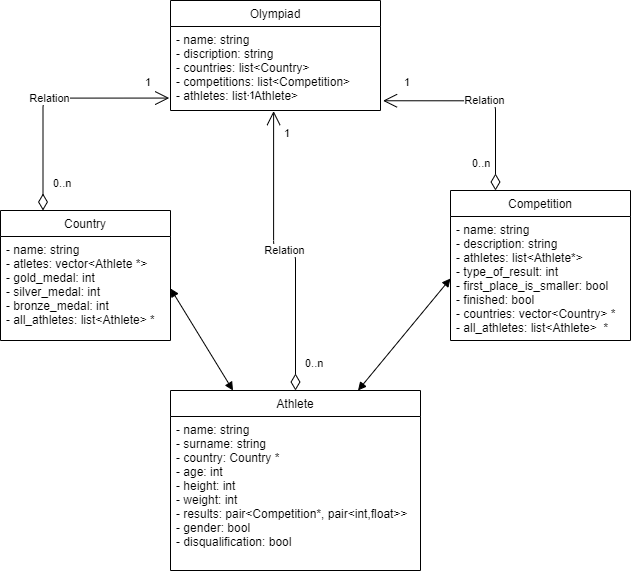 Olympiad
- name: string
- discription: string
- countries: list<Country>
- competitions: list<Competition>
- athletes: list<Athlete>
1
1
1
Relation
Relation
Relation
0..n
0..n
0..n
Country
- name: string
- atletes: vector<Athlete *>
- gold_medal: int
- silver_medal: int
- bronze_medal: int
- all_athletes: list<Athlete> *
Competition
- name: string
- description: string
- athletes: list<Athlete*>
- type_of_result: int
- first_place_is_smaller: bool
- finished: bool
- countries: vector<Country> *
- all_athletes: list<Athlete> *
Athlete
- name: string
- surname: string
- country: Country *
- age: int
- height: int
- weight: int
- results: pair<Competition*, pair<int,float>>
- gender: bool
- disqualification: bool